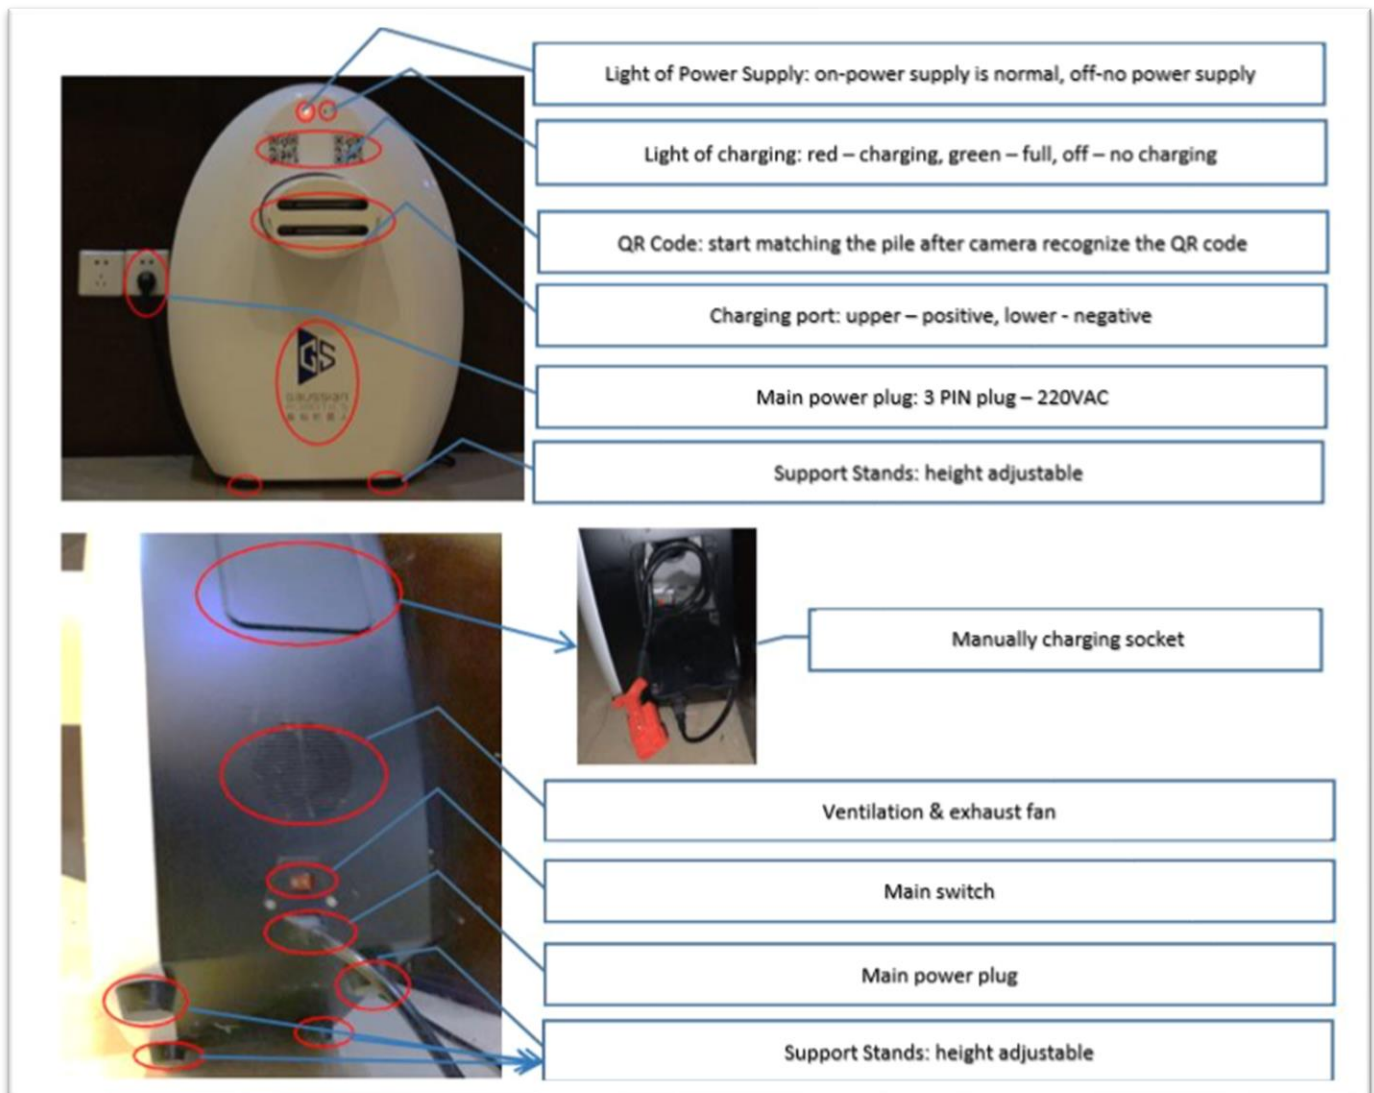 Light of Power Supply: on-power supply is normal, off-no power supply
Light of charging: red – charging, green – full, off – no charging
QR Code: start matching the pile after camera recognize the QR code
Charging port: upper – positive, lower - negative
Main power plug: 3 PIN plug – 220VAC
Support Stands: height adjustable
GS
GAUSSIAN
ROBOTICS
Manually charging socket
Ventilation & exhaust fan
Main switch
Main power plug
Support Stands: height adjustable